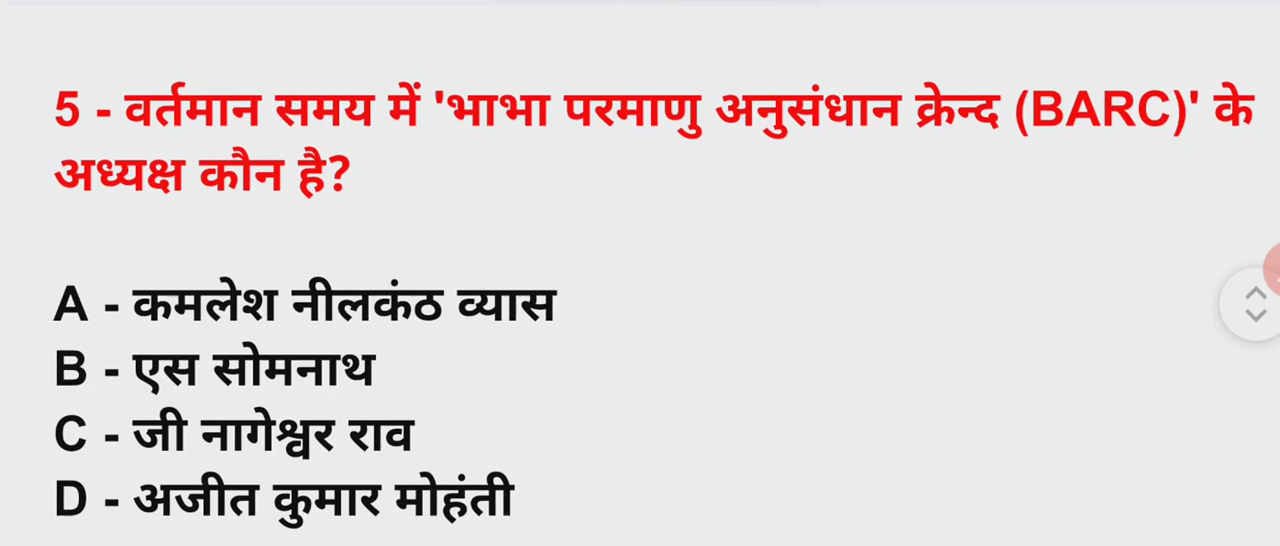 5 - वर्तमान समय में 'भाभा परमाणु अनुसंधान क्रेन्द (BARC)' के
अध्यक्ष कौन है?
A - कमलेश नीलकंठ व्यास
B - एस सोमनाथ
C - जी नागेश्वर राव
D - अजीत कुमार मोहंती